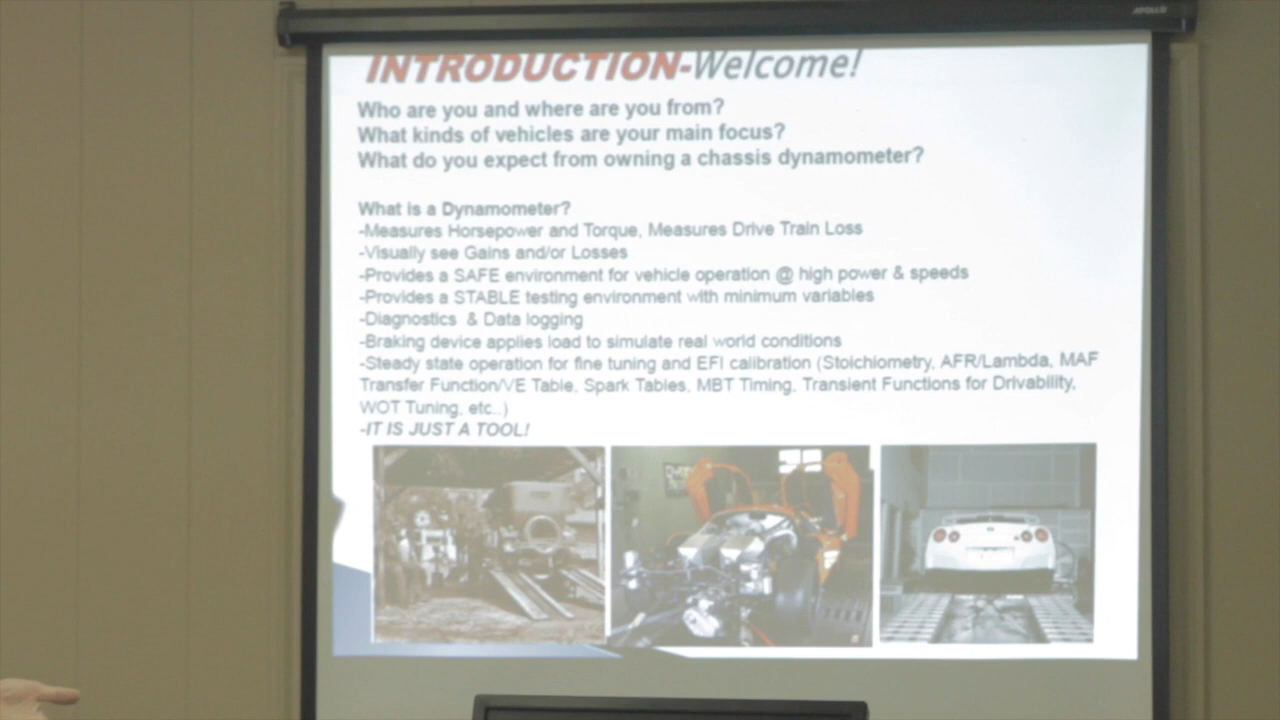 APOLLO
INTRODUCTION-Welcome!
Who are you and where are you from?
What kinds of vehicles are your main focus?
What do you expect from owning a chassis dynamometer?
What is a Dynamometer?
-Measures Horsepower and Torque, Measures Drive Train Loss
-Visually see Gains and/or Losses
-Provides a SAFE environment for vehicle operation @ high power & speeds
-Provides a STABLE testing environment with minimum variables
-Diagnostics & Data logging
-Braking device applies load to simulate real world conditions
-Steady state operation for fine tuning and EFI calibration (Stoichiometry, AFR/Lambda, MAF
Transfer Function/VE Table, Spark Tables, MBT Timing, Transient Functions for Drivability,
WOT Tuning, etc..)
-IT IS JUST A TOOL!